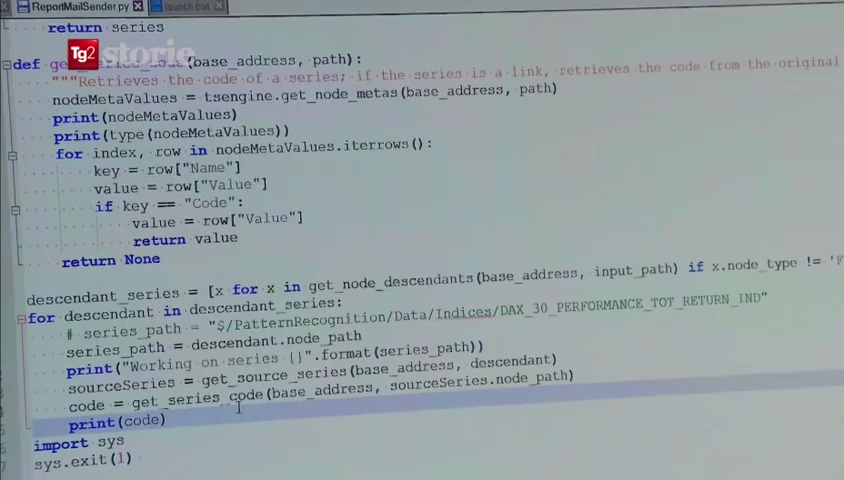 ReportMailSender.py launch.bat
return series
Tg2 storie
def get_series_code(base_address, path):
"""Retrieves the code of a series; if the series is a link, retrieves the code from the original
nodeMetaValues = tsengine.get_node_metas(base_address, path)
print(nodeMetaValues)
print(type(nodeMetaValues))
for index, row in nodeMetaValues.iterrows():
key = row["Name"]
value = row["Value"]
if key == "Code":
value = row["Value"]
return value
return None
descendant_series = [x for x in get_node_descendants(base_address, input_path) if x.node_type != 'F
for descendant in descendant_series:
# series_path = "$/PatternRecognition/Data/Indices/DAX_30_PERFORMANCE_TOT_RETURN_IND"
series_path = descendant.node_path
print("Working on series {}".format(series_path))
sourceSeries = get_source_series(base_address, descendant)
code = get_series_code(base_address, sourceSeries.node_path)
print(code)
import sys
sys.exit(1)